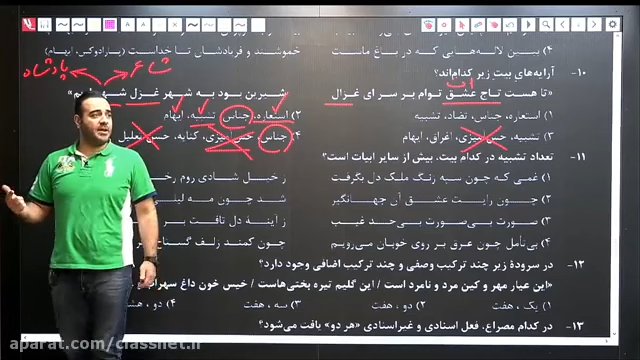 ۴) ببین لاله‌هایی که در باغ ماست خموشند و فریادشان تا خداست (پارادوکس، ایهام)
۱۰- آرایه‌های بیت زیر کدام‌اند؟
شاعر
پادشاه
«تا هست تاج عشق توام بر سر ای غزال شیرین بود به شهر غزل شهر
۱) استعاره، جناس، تضاد، تشبیه ۲) استعاره، جناس، تشبیه، ایهام
۳) تشبیه، حس‌آمیزی، اغراق، ایهام ۴) جناس، حس‌آمیزی، کنایه، حسن تعلیل
۱۱- تعداد تشبیه در کدام بیت، بیش از سایر ابیات است؟
۱) غمی که چون سپه زنگ ملک دل بگرفت ز خیل شادی روم
۲) چون رایت عشق آن جهانگیر شد چون مه
۳) صورت بی‌صورت بی‌حد غیب ز آینهٔ دل تافت
۴) بی‌تأمل چون عرق بر روی خوبان می‌رویم چون کمند زلف
۱۲- در سرودهٔ زیر چند ترکیب وصفی و چند ترکیب اضافی وجود دارد؟
«این عیار مهر و کین مرد و نامرد است / این گلیم تیره بختی‌هاست / خیس خون داغ سهراب
۱) یک ، هفت ۲) دو ، هفت ۳) سه ، هفت ۴) دو ،
۱۳- در کدام مصراع، فعل اسنادی و غیراسنادی «هر دو» یافت می‌شود؟
aparat.com/classnet.ir